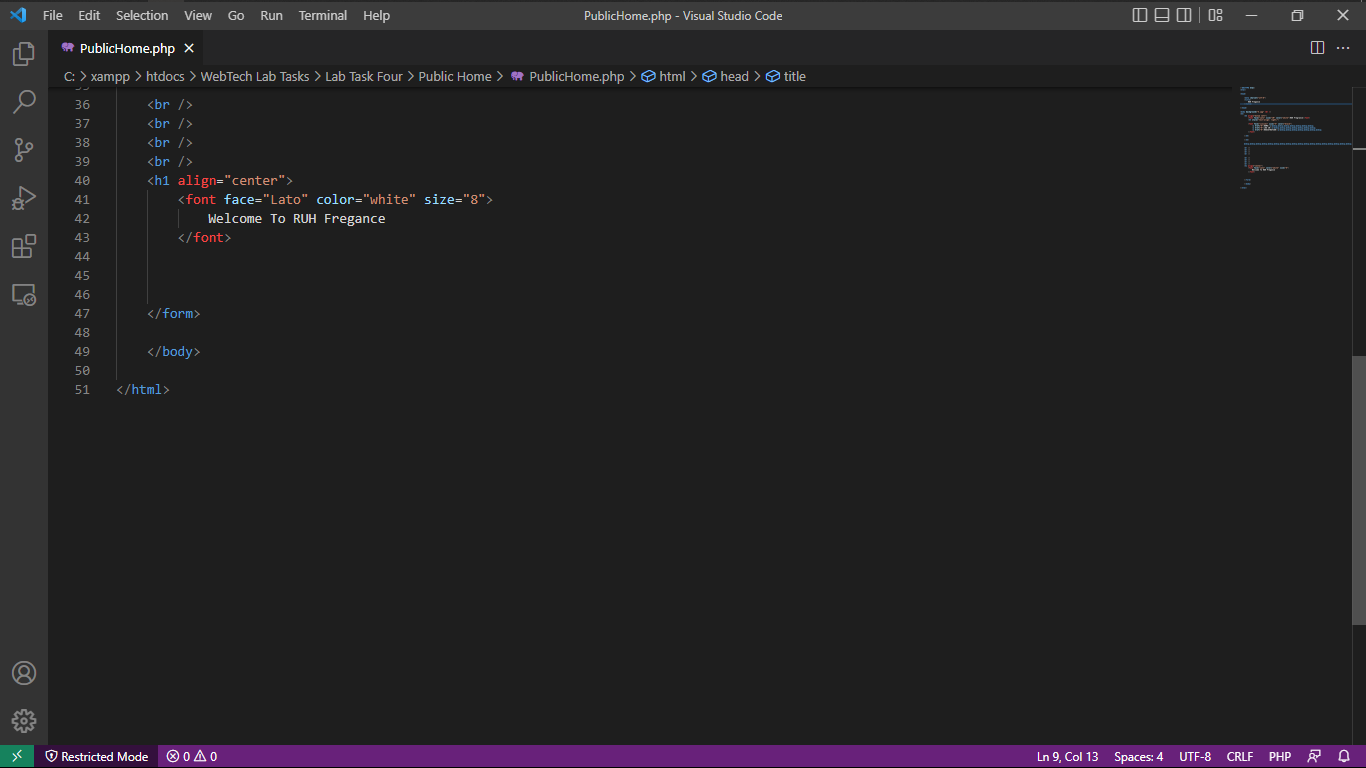 File Edit Selection View Go Run Terminal Help PublicHome.php - Visual Studio Code
PublicHome.php
C: > xampp > htdocs > WebTech Lab Tasks > Lab Task Four > Public Home > PublicHome.php > html > head > title
36 <br />
37 <br />
38 <br />
39 <br />
40 <h1 align="center">
41 <font face="Lato" color="white" size="8">
42 Welcome To RUH Fregance
43 </font>
44
45
46
47 </form>
48
49 </body>
50
51 </html>
Restricted Mode 0 0 Ln 9, Col 13 Spaces: 4 UTF-8 CRLF PHP